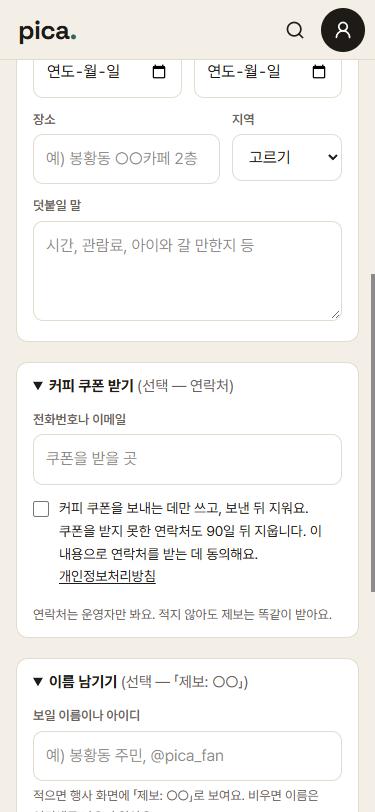 pica.
연도-월-일 연도-월-일
장소 지역
예) 봉황동 〇〇카페 2층 고르기
덧붙일 말
시간, 관람료, 아이와 갈 만한지 등
▼ 커피 쿠폰 받기 (선택 — 연락처)
전화번호나 이메일
쿠폰을 받을 곳
커피 쿠폰을 보내는 데만 쓰고, 보낸 뒤 지워요.
쿠폰을 받지 못한 연락처도 90일 뒤 지웁니다. 이
내용으로 연락처를 받는 데 동의해요.
개인정보처리방침
연락처는 운영자만 봐요. 적지 않아도 제보는 똑같이 받아요.
▼ 이름 남기기 (선택 — 「제보: 〇〇」)
보일 이름이나 아이디
예) 봉황동 주민, @pica_fan
적으면 행사 화면에 「제보: 〇〇」로 보여요. 비우면 이름은